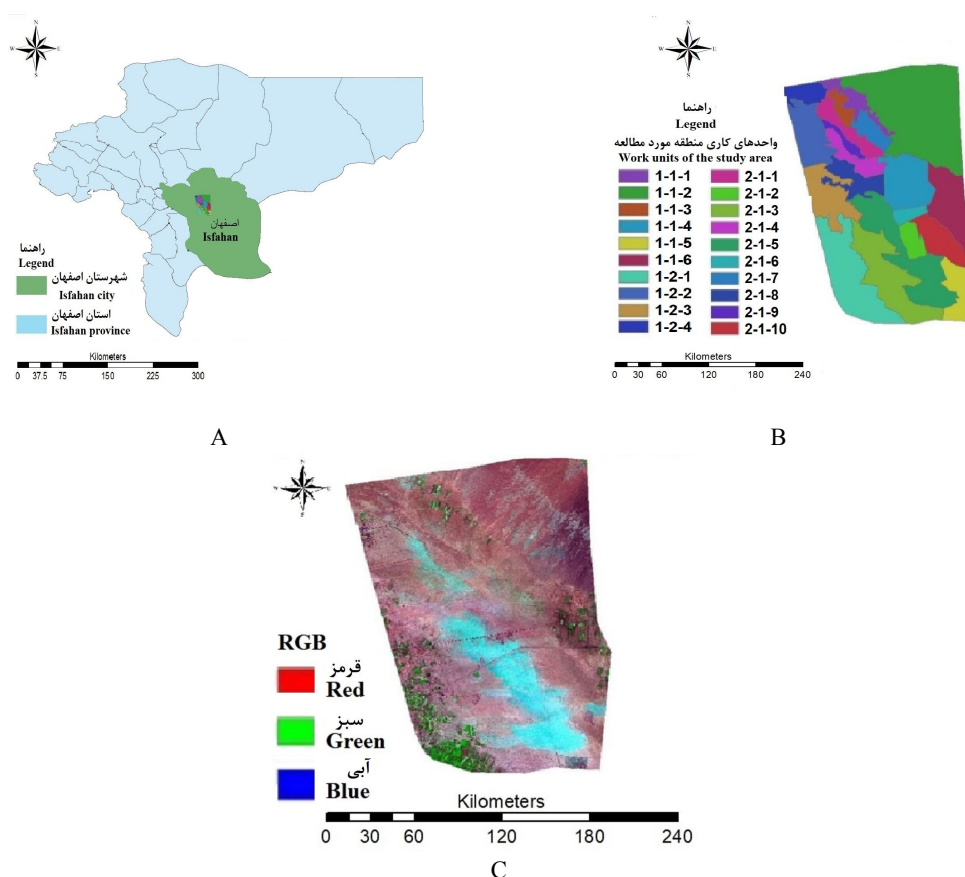 N
W
E
S
اصفهان
Isfahan
راهنما
Legend
شهرستان اصفهان
Isfahan city
استان اصفهان
Isfahan province
Kilometers
0 37.5 75 150 225 300
A
N
W
E
S
راهنما
Legend
واحدهای کاری منطقه مورد مطالعه
Work units of the study area
1-1-1 2-1-1
1-1-2 2-1-2
1-1-3 2-1-3
1-1-4 2-1-4
1-1-5 2-1-5
1-1-6 2-1-6
1-2-1 2-1-7
1-2-2 2-1-8
1-2-3 2-1-9
1-2-4 2-1-10
Kilometers
0 30 60 120 180 240
B
N
W
E
S
RGB
قرمز
Red
سبز
Green
آبی
Blue
Kilometers
0 30 60 120 180 240
C